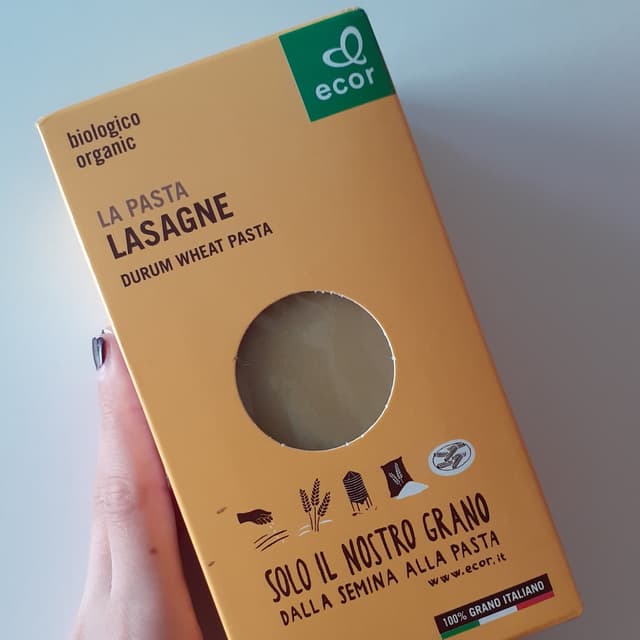 ecor
biologico
organic
LA PASTA
LASAGNE
DURUM WHEAT PASTA
SOLO IL NOSTRO GRANO
DALLA SEMINA ALLA PASTA
www.ecor.it
100% GRANO ITALIANO